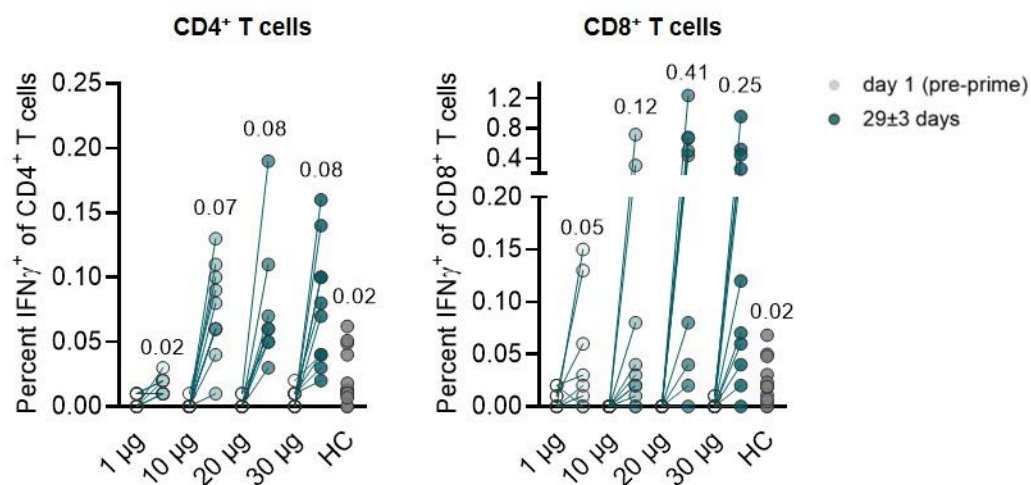 CD4⁺ T cells
CD8⁺ T cells
Percent IFNγ⁺ of CD4⁺ T cells
0.25
0.20
0.15
0.10
0.05
0.00
0.02
0.07
0.08
0.08
0.02
1 µg
10 µg
20 µg
30 µg
HC
Percent IFNγ⁺ of CD8⁺ T cells
1.2
0.8
0.4
0.20
0.15
0.10
0.05
0.00
0.05
0.12
0.41
0.25
0.02
1 µg
10 µg
20 µg
30 µg
HC
day 1 (pre-prime)
29±3 days